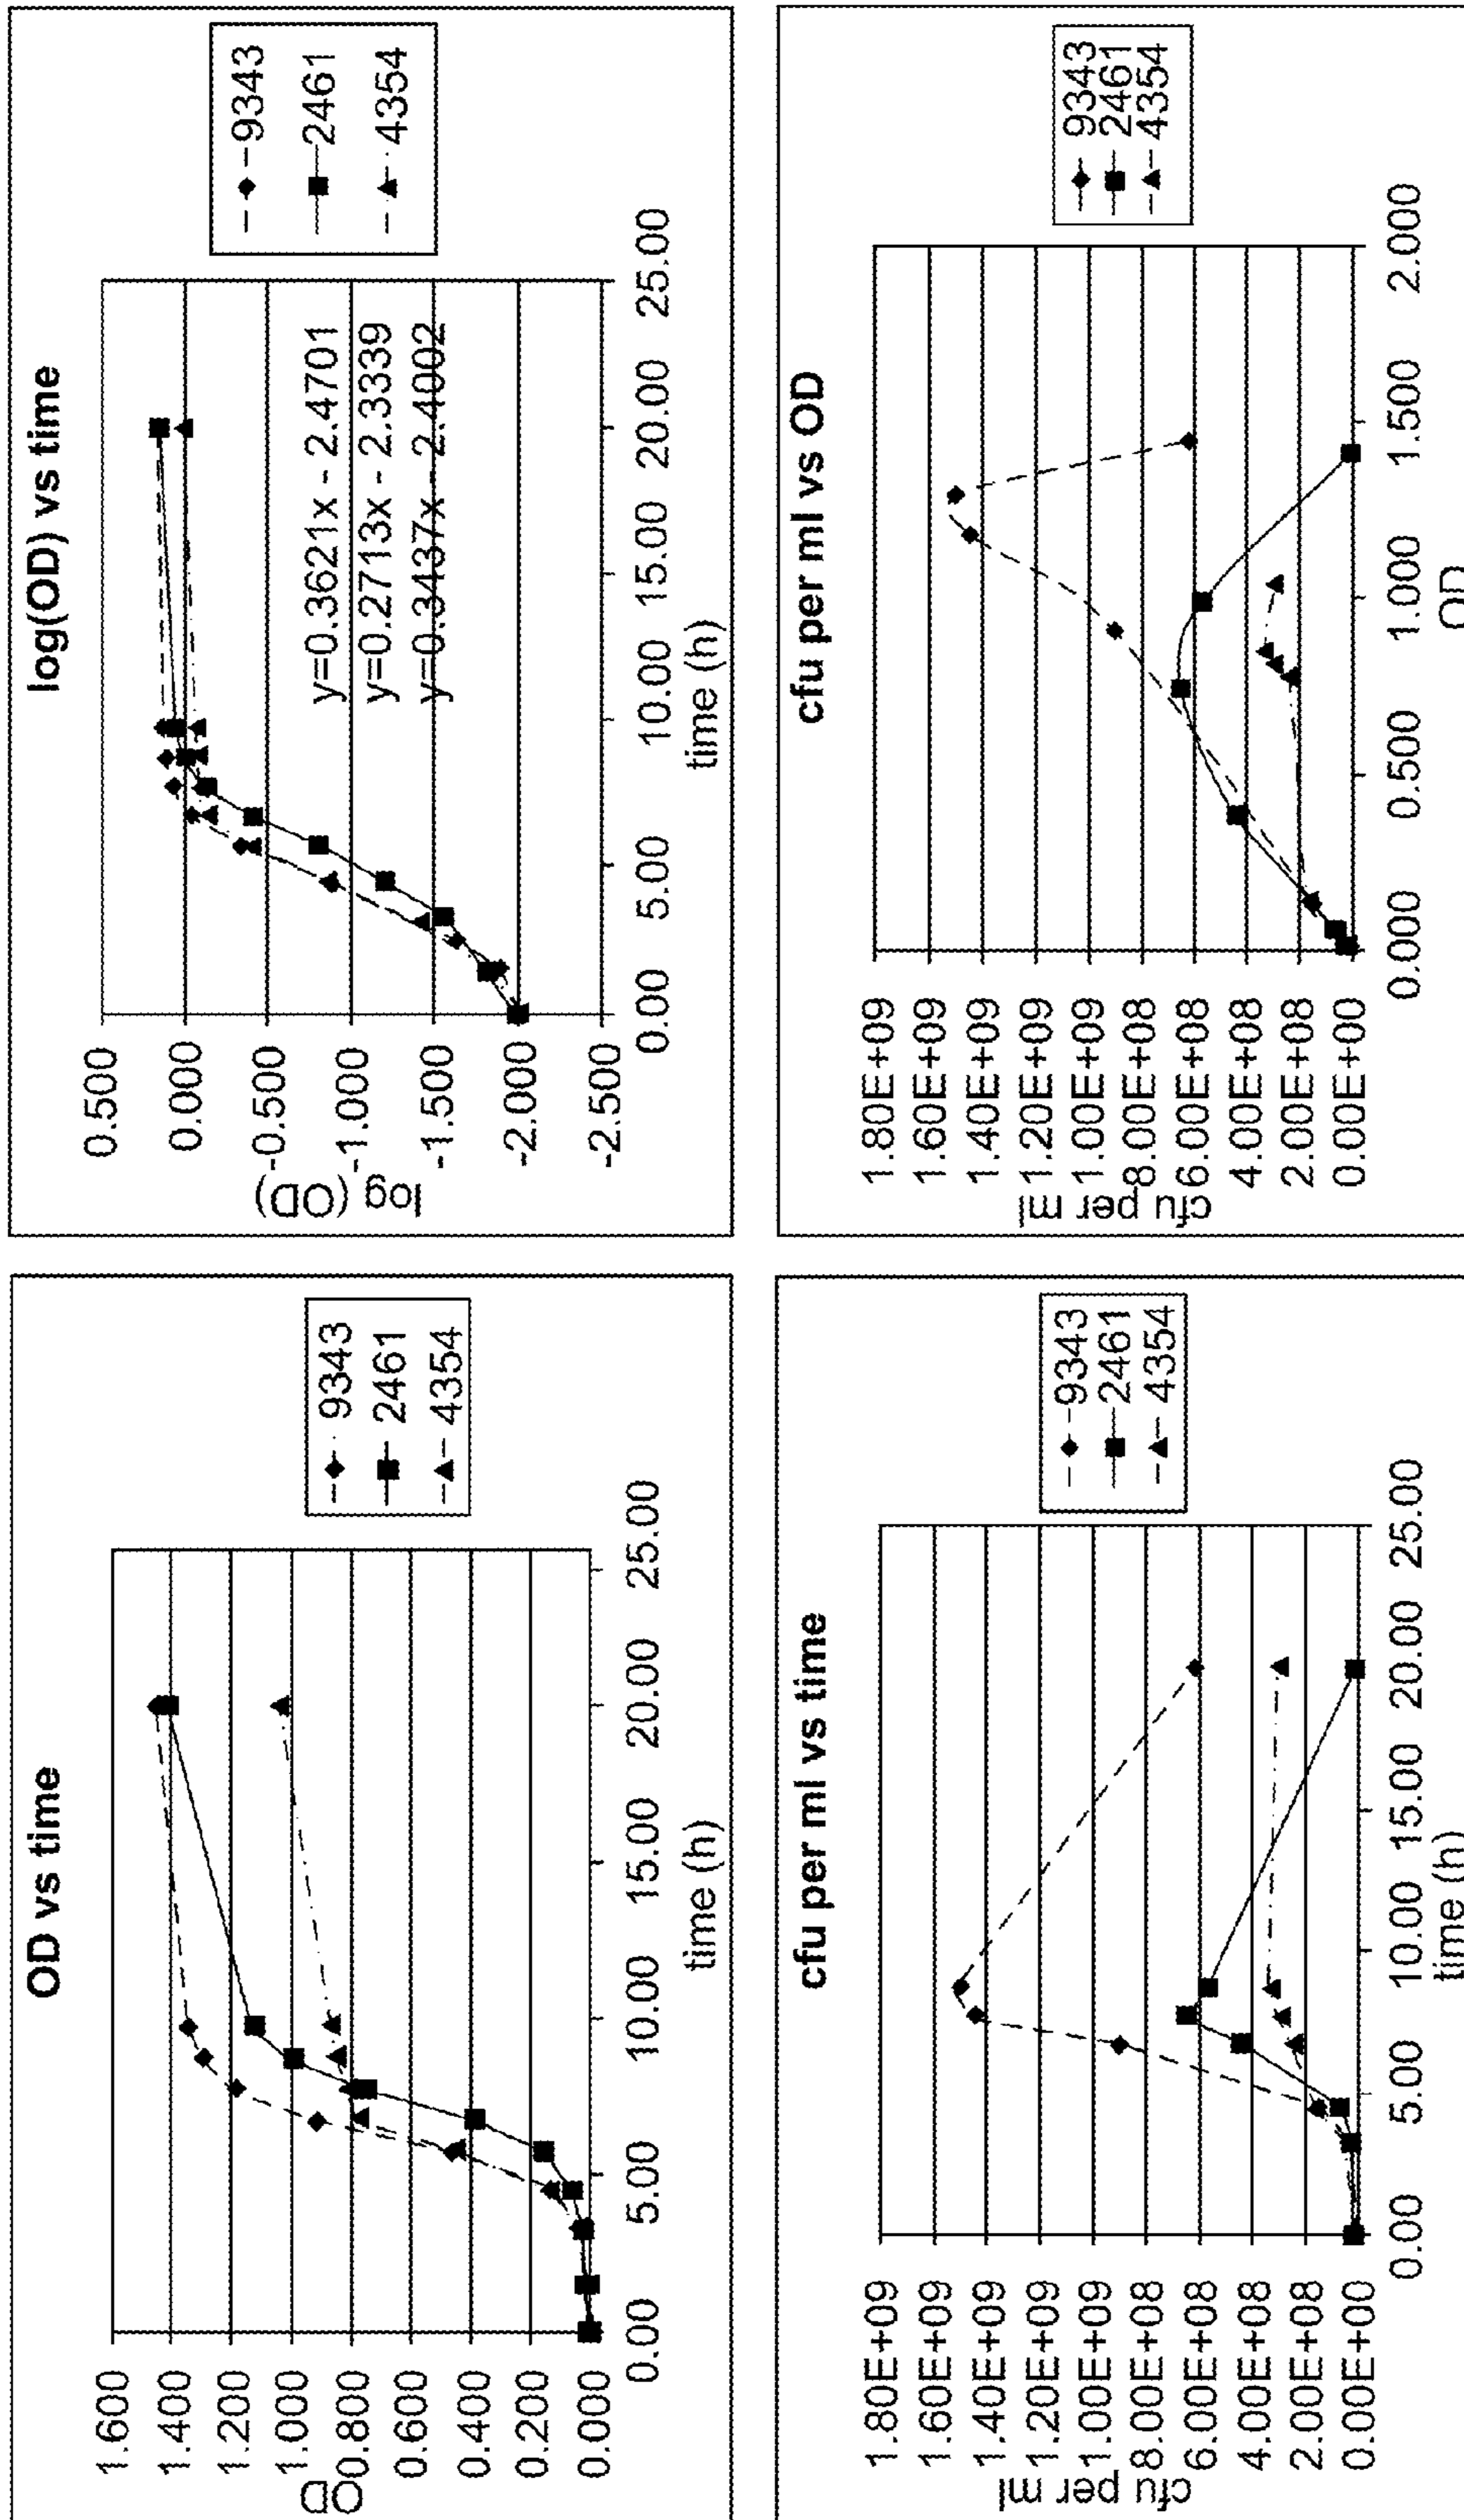 OD vs time
1.600
1.400
1.200
1.000
0.800
0.600
0.400
0.200
0.000
OD
0.00 5.00 10.00 15.00 20.00 25.00
time (h)
9343
2461
4354
log(OD) vs time
0.500
0.000
-0.500
-1.000
-1.500
-2.000
-2.500
log (OD)
y=0.3621x - 2.4701
y=0.2713x - 2.3339
y=0.3437x - 2.4002
0.00 5.00 10.00 15.00 20.00 25.00
time (h)
9343
2461
4354
cfu per ml vs time
1.80E+09
1.60E+09
1.40E+09
1.20E+09
1.00E+09
8.00E+08
6.00E+08
4.00E+08
2.00E+08
0.00E+00
cfu per ml
0.00 5.00 10.00 15.00 20.00 25.00
time (h)
9343
2461
4354
cfu per ml vs OD
1.80E+09
1.60E+09
1.40E+09
1.20E+09
1.00E+09
8.00E+08
6.00E+08
4.00E+08
2.00E+08
0.00E+00
cfu per ml
0.000 0.500 1.000 1.500 2.000
OD
9343
2461
4354